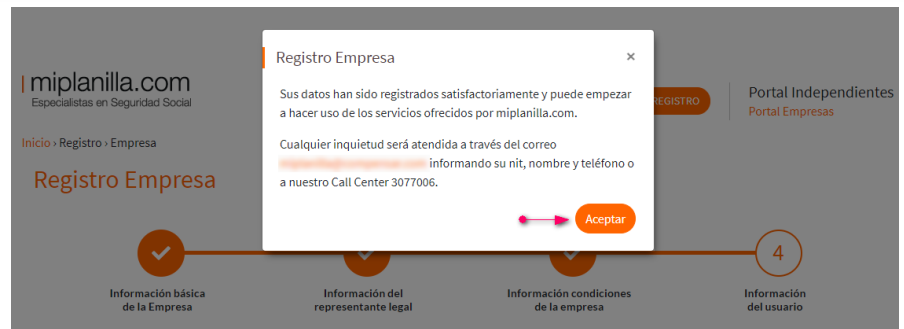 Registro Empresa ×
Sus datos han sido registrados satisfactoriamente y puede empezar
a hacer uso de los servicios ofrecidos por miplanilla.com.
Cualquier inquietud será atendida a través del correo
informando su nit, nombre y teléfono o
a nuestro Call Center 3077006.
Aceptar
miplanilla.com
Especialistas en Seguridad Social
REGISTRO
Portal Independientes
Portal Empresas
Inicio › Registro › Empresa
Registro Empresa
4
Información básica
de la Empresa
Información del
representante legal
Información condiciones
de la empresa
Información
del usuario